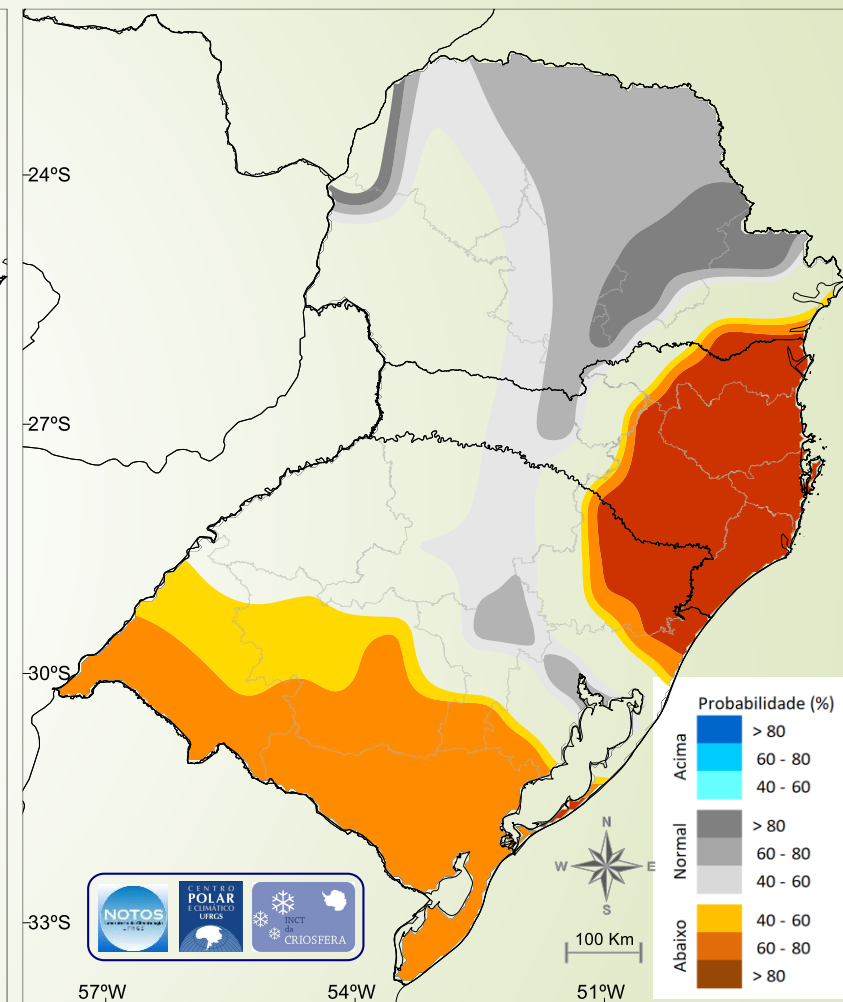 24ºS
27ºS
30ºS
33ºS
57ºW
54ºW
51ºW
N
W
E
S
100 Km
Probabilidade (%)
Acima
> 80
60 - 80
40 - 60
Normal
> 80
60 - 80
40 - 60
Abaixo
40 - 60
60 - 80
> 80
NOTOS
UFRGS
CENTRO
POLAR
E CLIMÁTICO
UFRGS
INCT
da
CRIOSFERA